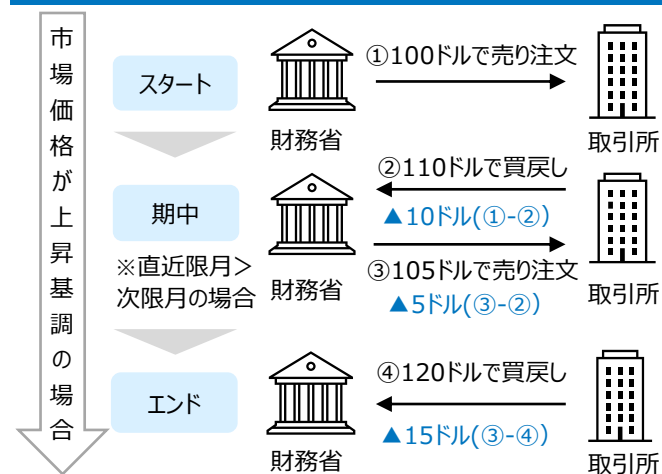 市場価格が上昇基調の場合
スタート
財務省
①100ドルで売り注文
取引所
期中
※直近限月＞
次限月の場合
財務省
②110ドルで買戻し
▲10ドル(①-②)
③105ドルで売り注文
▲5ドル(③-②)
取引所
エンド
財務省
④120ドルで買戻し
▲15ドル(③-④)
取引所